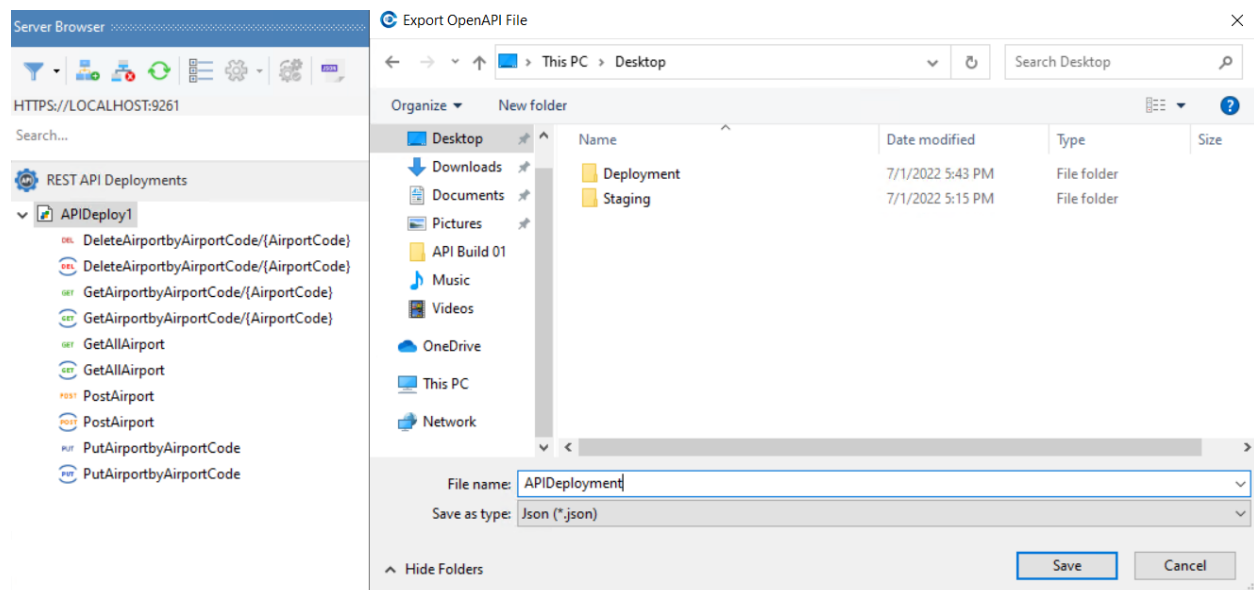 Server Browser
JSON
HTTPS://LOCALHOST:9261
Search...
API
REST API Deployments
APIDeploy1
DEL DeleteAirportbyAirportCode/{AirportCode}
DEL DeleteAirportbyAirportCode/{AirportCode}
GET GetAirportbyAirportCode/{AirportCode}
GET GetAirportbyAirportCode/{AirportCode}
GET GetAllAirport
GET GetAllAirport
POST PostAirport
POST PostAirport
PUT PutAirportbyAirportCode
PUT PutAirportbyAirportCode
Export OpenAPI File
This PC > Desktop
Search Desktop
Organize
New folder
?
Desktop
Downloads
Documents
Pictures
API Build 01
Music
Videos
OneDrive
This PC
Network
Name Date modified Type Size
Deployment 7/1/2022 5:43 PM File folder
Staging 7/1/2022 5:15 PM File folder
File name: APIDeployment
Save as type: Json (*.json)
Hide Folders
Save
Cancel